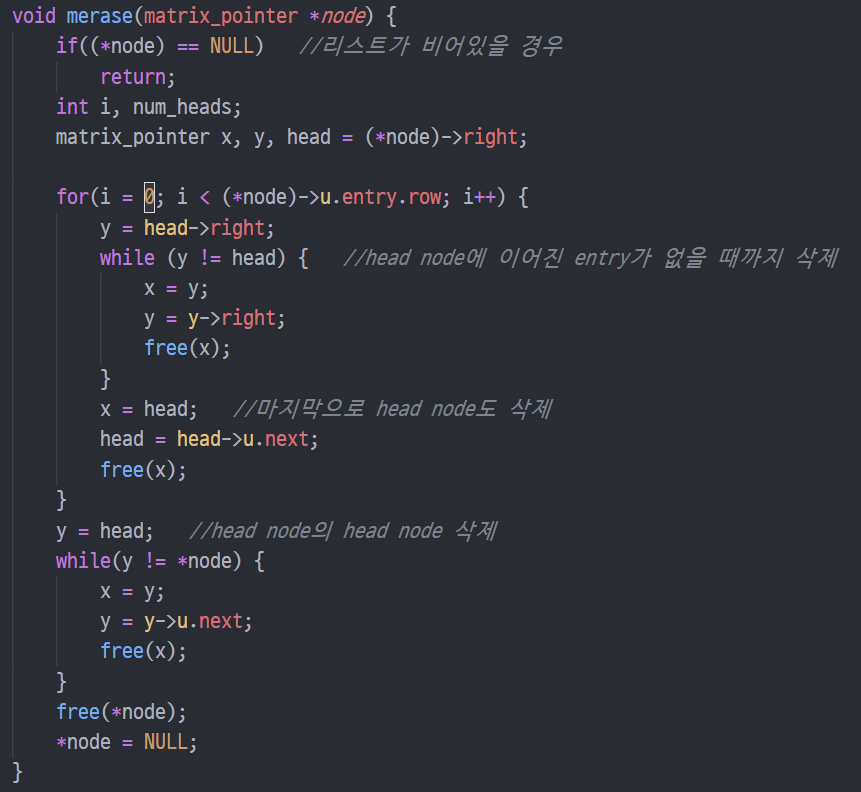 void merase(matrix_pointer *node) {
    if((*node) == NULL)   //리스트가 비어있을 경우
        return;
    int i, num_heads;
    matrix_pointer x, y, head = (*node)->right;

    for(i = 0; i < (*node)->u.entry.row; i++) {
        y = head->right;
        while (y != head) {   //head node에 이어진 entry가 없을 때까지 삭제
            x = y;
            y = y->right;
            free(x);
        }
        x = head;   //마지막으로 head node도 삭제
        head = head->u.next;
        free(x);
    }
    y = head;   //head node의 head node 삭제
    while(y != *node) {
        x = y;
        y = y->u.next;
        free(x);
    }
    free(*node);
    *node = NULL;
}